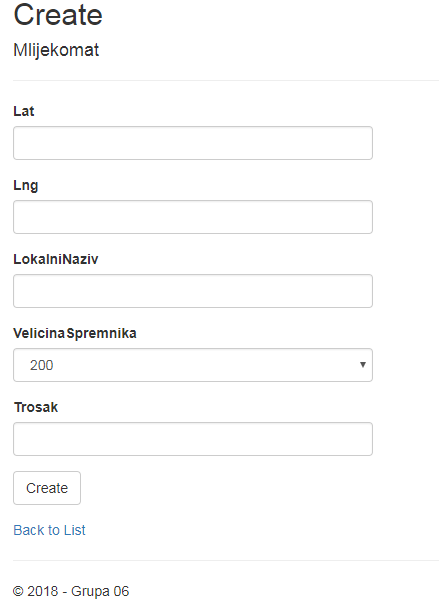 Create
Mlijekomat
Lat
Lng
LokalniNaziv
VelicinaSpremnika
200
Trosak
Create
Back to List
© 2018 - Grupa 06